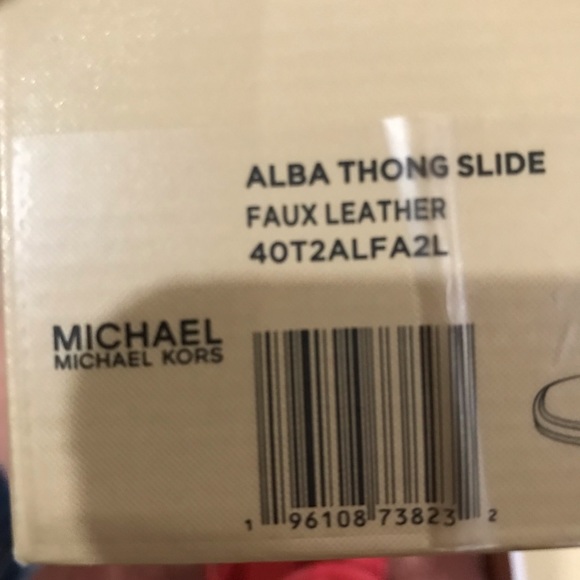 ALBA THONG SLIDE
FAUX LEATHER
40T2ALFA2L
MICHAEL
MICHAEL KORS
1 96108 73823 2